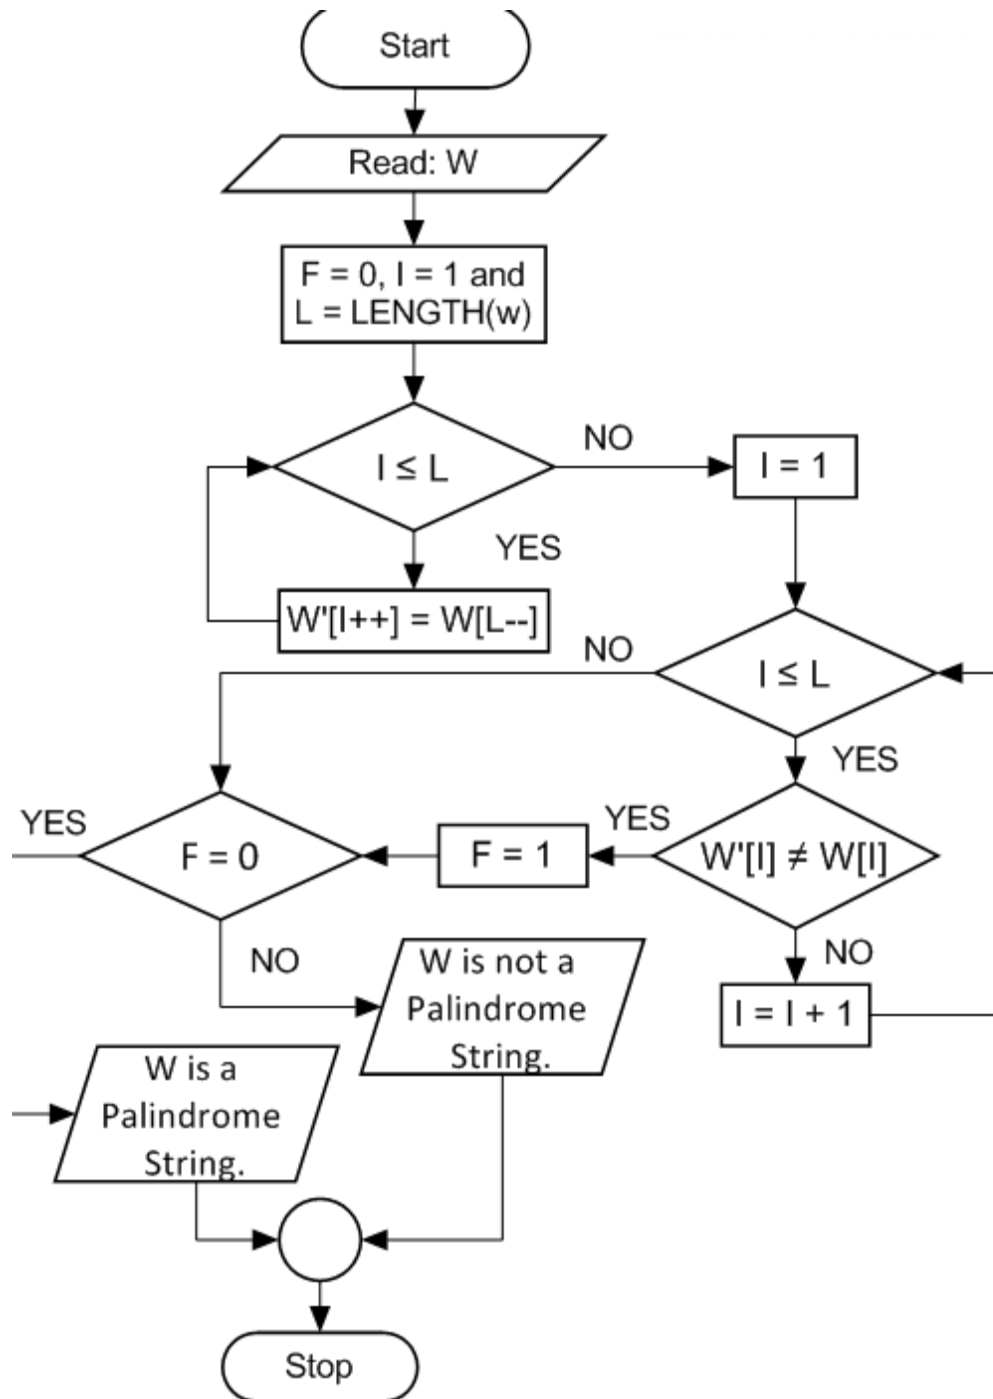 Start
Read: W
F = 0, I = 1 and
L = LENGTH(w)
I ≤ L
NO
I = 1
YES
W'[I++] = W[L--]
NO
I ≤ L
YES
YES
F = 0
F = 1
YES
W'[I] ≠ W[I]
NO
NO
W is not a
Palindrome
String.
I = I + 1
W is a
Palindrome
String.
Stop